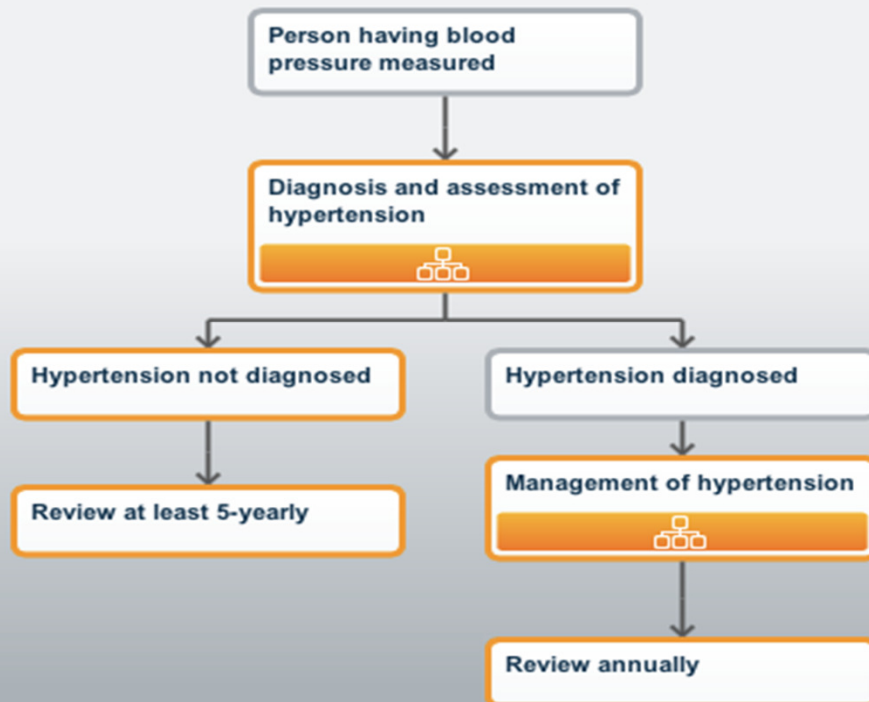 Person having blood
pressure measured
Diagnosis and assessment of
hypertension
Hypertension not diagnosed
Hypertension diagnosed
Review at least 5-yearly
Management of hypertension
Review annually